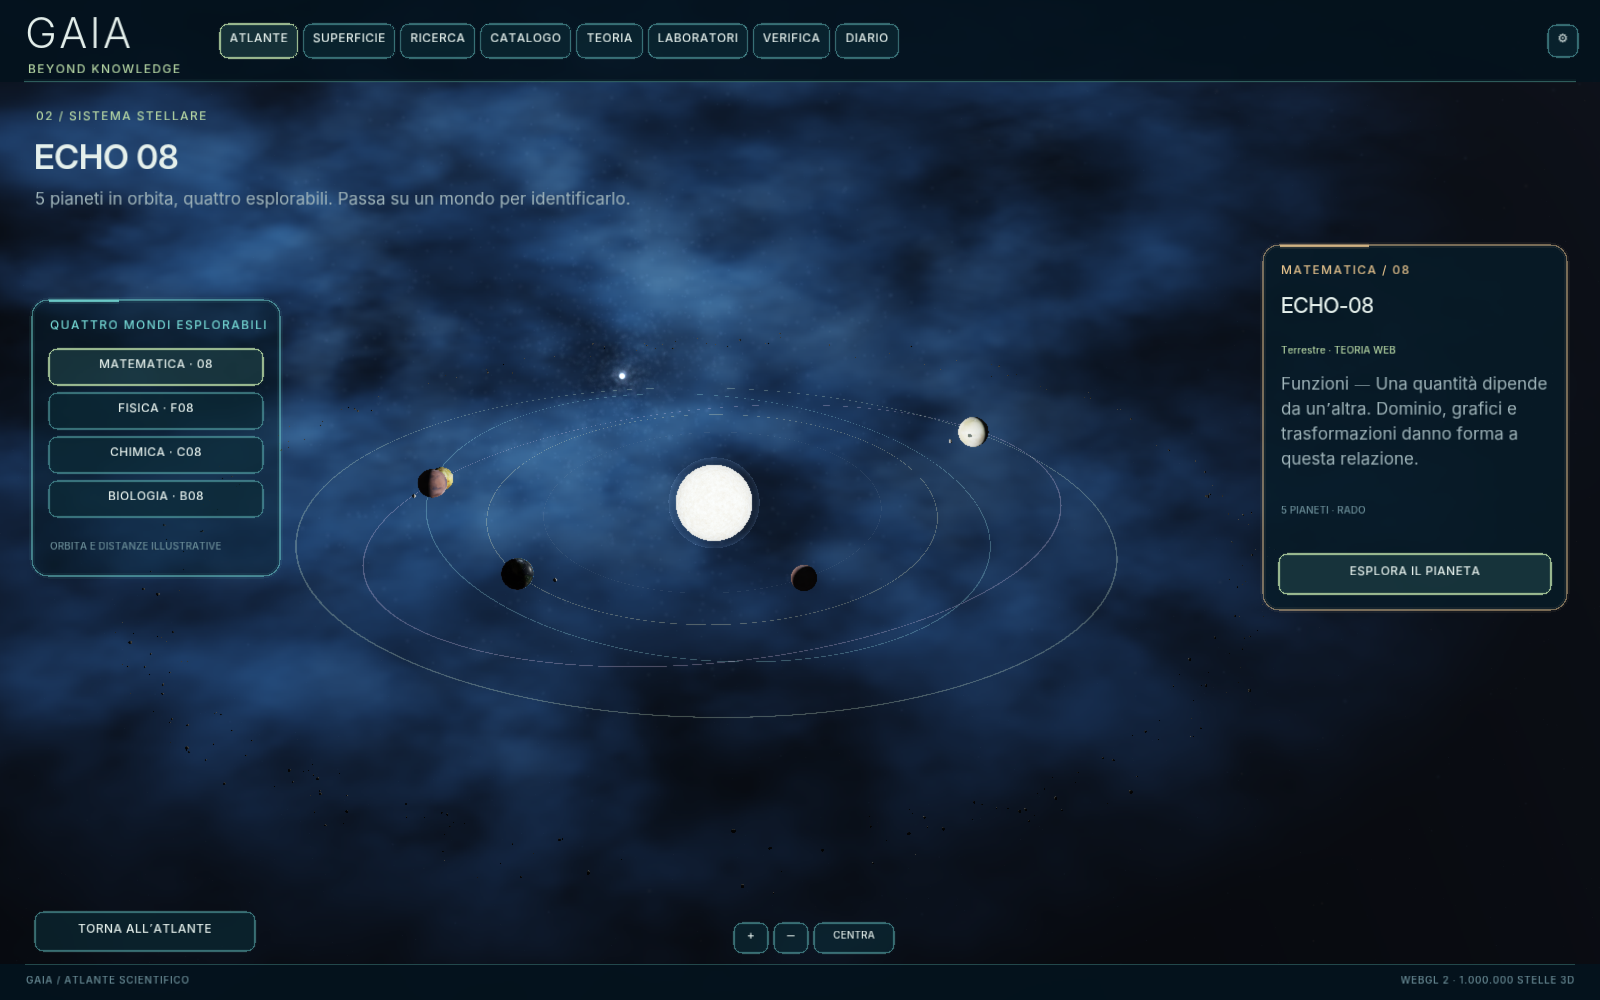 GAIA
BEYOND KNOWLEDGE
ATLANTE
SUPERFICIE
RICERCA
CATALOGO
TEORIA
LABORATORI
VERIFICA
DIARIO
02 / SISTEMA STELLARE
ECHO 08
5 pianeti in orbita, quattro esplorabili. Passa su un mondo per identificarlo.
QUATTRO MONDI ESPLORABILI
MATEMATICA · 08
FISICA · F08
CHIMICA · C08
BIOLOGIA · B08
ORBITA E DISTANZE ILLUSTRATIVE
MATEMATICA / 08
ECHO-08
Terrestre · TEORIA WEB
Funzioni — Una quantità dipende
da un’altra. Dominio, grafici e
trasformazioni danno forma a
questa relazione.
5 PIANETI · RADO
ESPLORA IL PIANETA
TORNA ALL’ATLANTE
+
−
CENTRA
GAIA / ATLANTE SCIENTIFICO
WEBGL 2 · 1.000.000 STELLE 3D